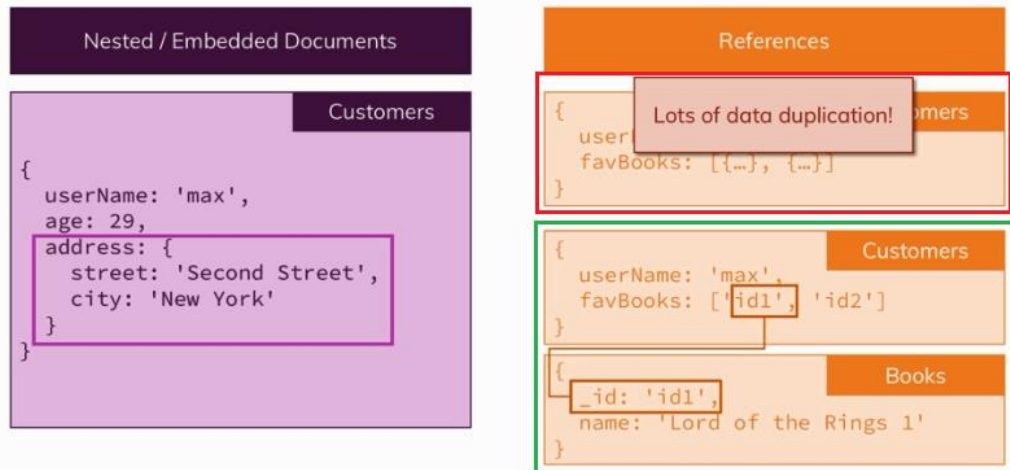 Nested / Embedded Documents
Customers
{
userName: 'max',
age: 29,
address: {
street: 'Second Street',
city: 'New York'
}
}
References
Lots of data duplication!
{
favBooks: [{…}, {…}]
}
Customers
{
userName: 'max',
favBooks: ['id1', 'id2']
}
Books
{
_id: 'id1',
name: 'Lord of the Rings 1'
}